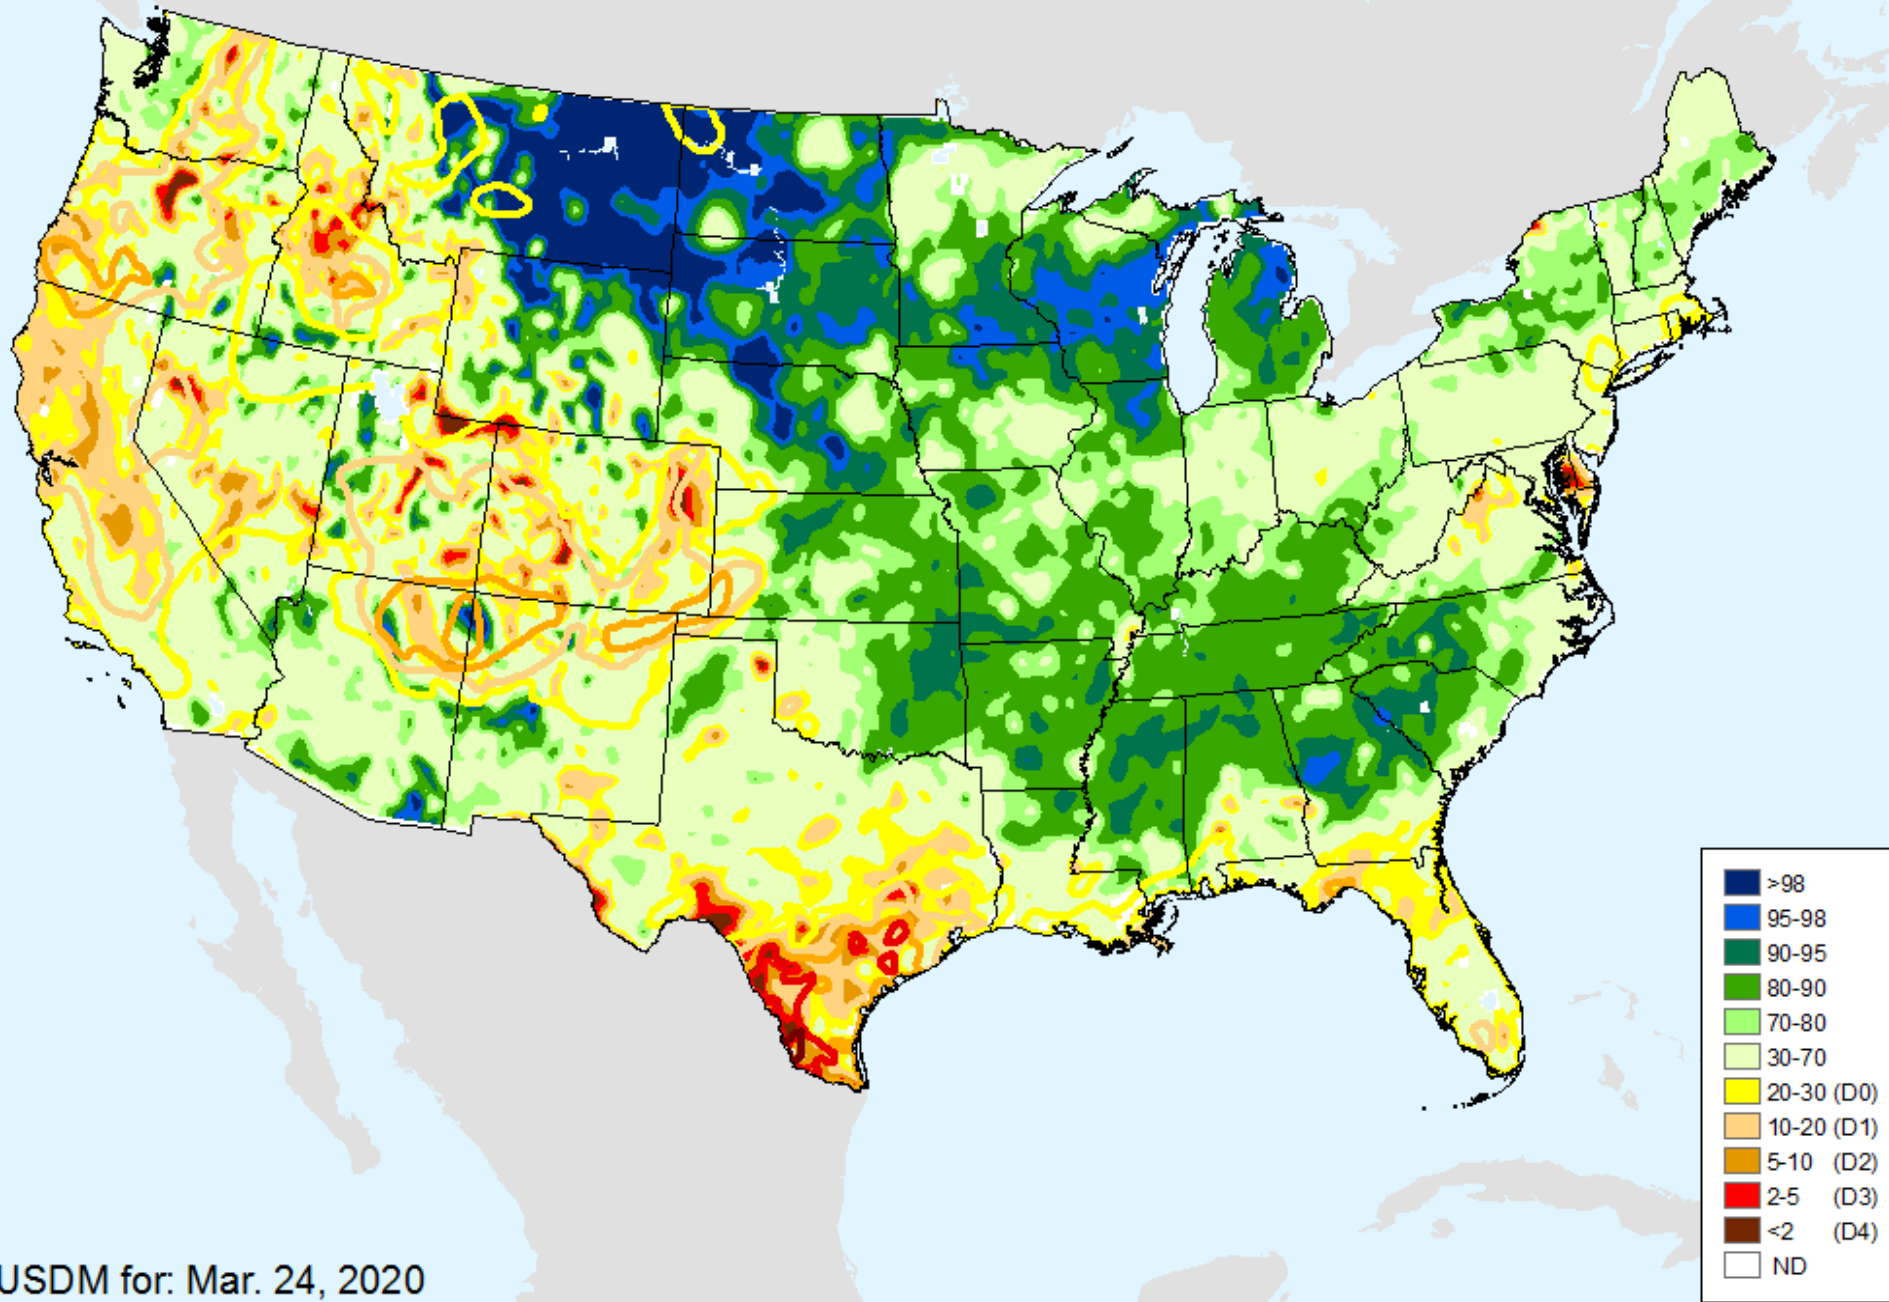 >98
95-98
90-95
80-90
70-80
30-70
20-30 (D0)
10-20 (D1)
5-10 (D2)
2-5 (D3)
<2 (D4)
ND
USDM for: Mar. 24, 2020